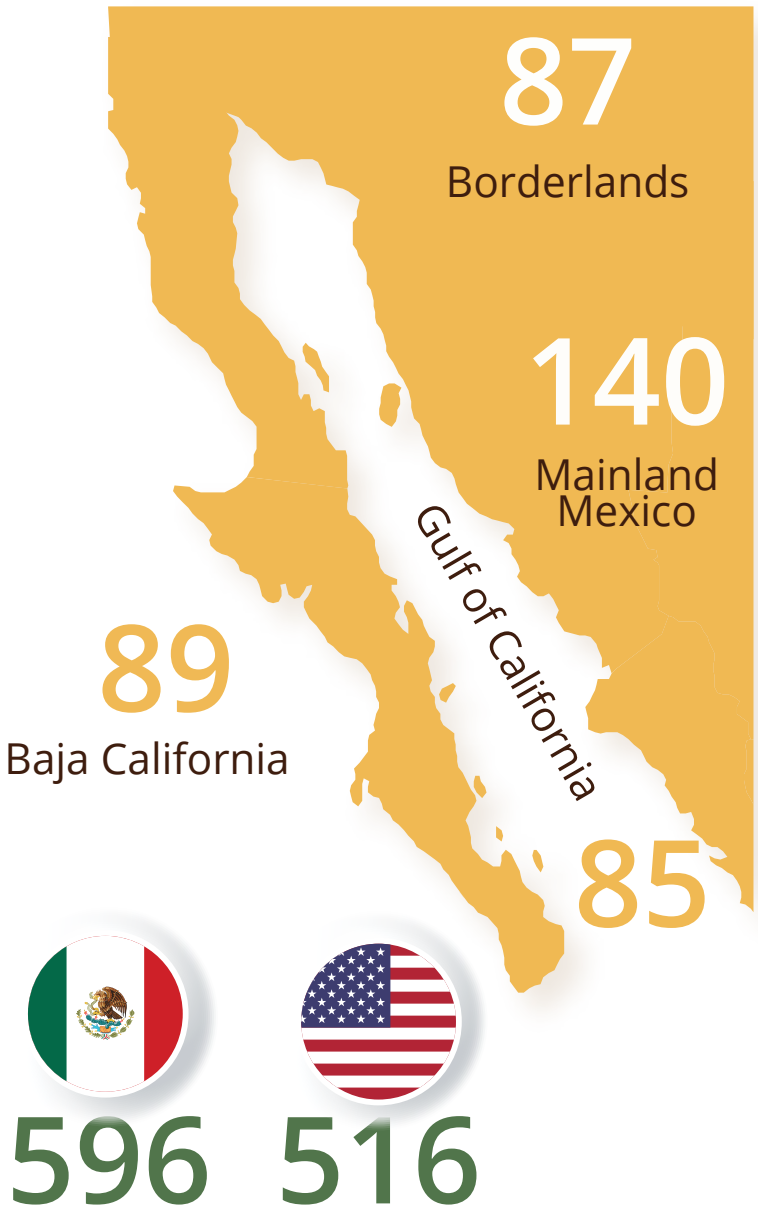 87
Borderlands
140
Mainland
Mexico
Gulf of California
89
Baja California
85
596
516